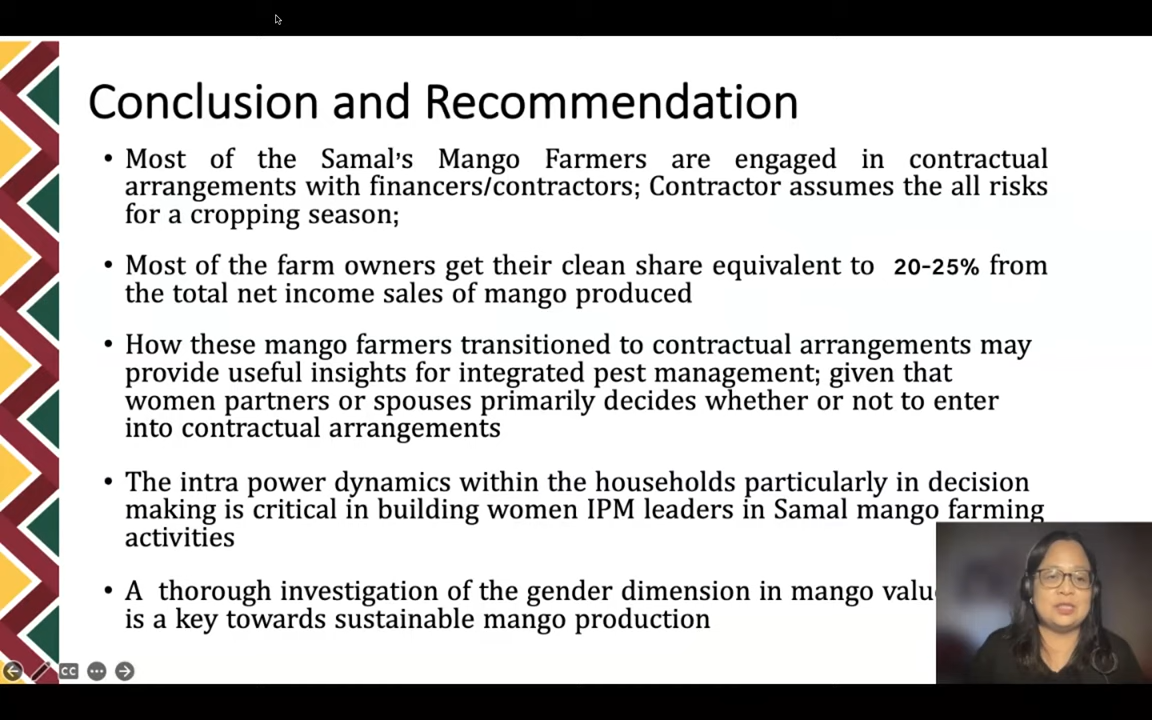 Conclusion and Recommendation
• Most of the Samal's Mango Farmers are engaged in contractual
arrangements with financers/contractors; Contractor assumes the all risks
for a cropping season;
• Most of the farm owners get their clean share equivalent to 20-25% from
the total net income sales of mango produced
• How these mango farmers transitioned to contractual arrangements may
provide useful insights for integrated pest management; given that
women partners or spouses primarily decides whether or not to enter
into contractual arrangements
• The intra power dynamics within the households particularly in decision
making is critical in building women IPM leaders in Samal mango farming
activities
• A thorough investigation of the gender dimension in mango
is a key towards sustainable mango production
CC